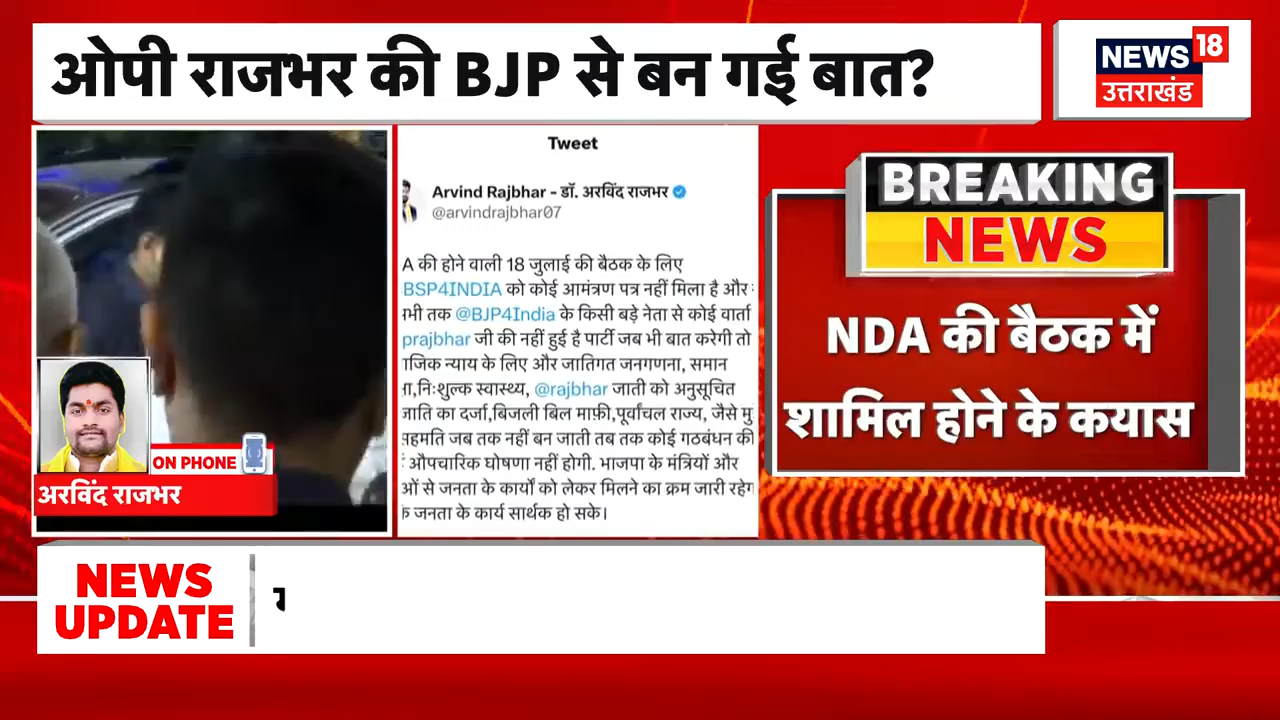 ओपी राजभर की BJP से बन गई बात?
NEWS 18
उत्तराखंड
Tweet
Arvind Rajbhar - डॉ. अरविंद राजभर
@arvindrajbhar07
A की होने वाली 18 जुलाई की बैठक के लिए
BSP4INDIA को कोई आमंत्रण पत्र नहीं मिला है और
भी तक @BJP4India के किसी बड़े नेता से कोई वार्ता
prajbhar जी की नहीं हुई है पार्टी जब भी बात करेगी तो
ाजिक न्याय के लिए और जातिगत जनगणना, समान
ा,निःशुल्क स्वास्थ्य, @rajbhar जाती को अनुसूचित
जाति का दर्जा,बिजली बिल माफ़ी,पूर्वांचल राज्य, जैसे मु
सहमति जब तक नहीं बन जाती तब तक कोई गठबंधन की
औपचारिक घोषणा नहीं होगी. भाजपा के मंत्रियों और
ओं से जनता के कार्यों को लेकर मिलने का क्रम जारी रहेग
जनता के कार्य सार्थक हो सके।
BREAKING
NEWS
NDA की बैठक में
शामिल होने के कयास
ON PHONE
अरविंद राजभर
NEWS
UPDATE